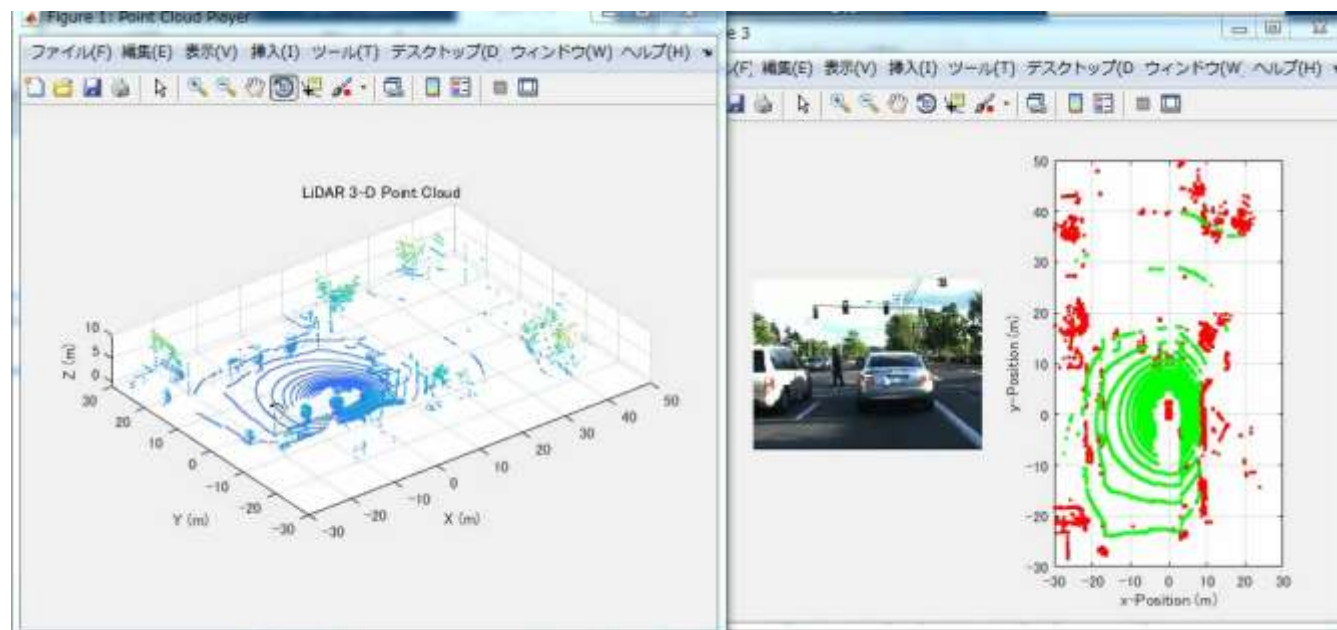 Figure 1: Point Cloud Player
ファイル(F) 編集(E) 表示(V) 挿入(I) ツール(T) デスクトップ(D ウィンドウ(W) ヘルプ(H)
LiDAR 3-D Point Cloud
10
5
0
Z (m)
30
20
10
0
-10
-20
-30
Y (m)
-30
-20
-10
0
10
20
30
40
50
X (m)
e 3
(F) 編集(E) 表示(V) 挿入(I) ツール(T) デスクトップ(D ウィンドウ(W ヘルプ(H)
50
40
30
20
10
0
-10
-20
-30
y-Position (m)
-30 -20 -10 0 10 20 30
x-Position (m)